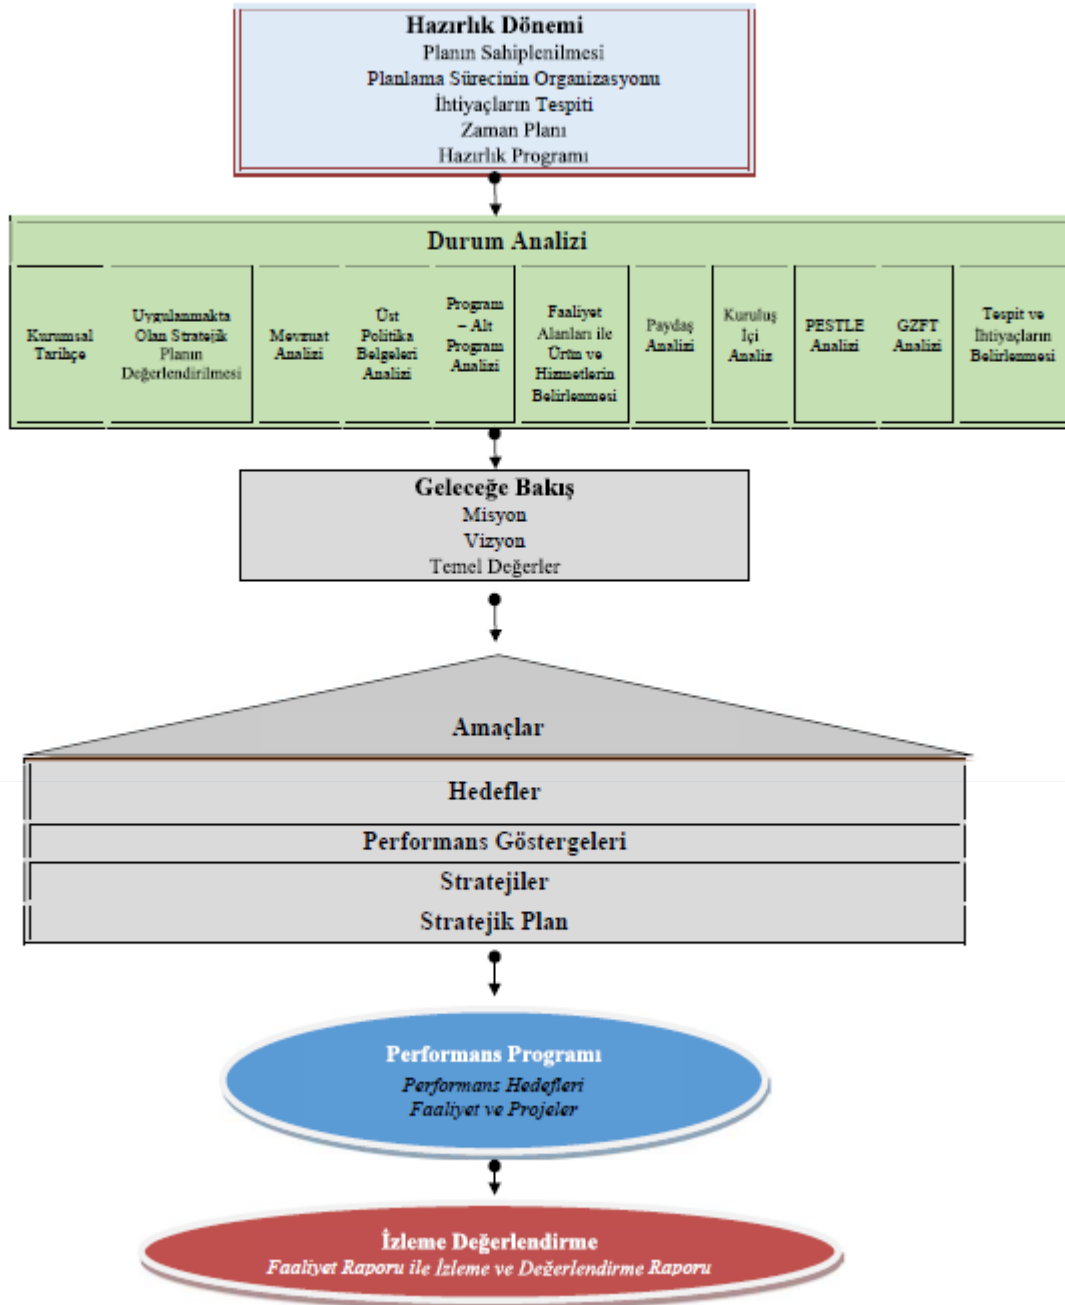 Hazırlık Dönemi
Planın Sahiplenilmesi
Planlama Sürecinin Organizasyonu
İhtiyaçların Tespiti
Zaman Planı
Hazırlık Programı
Durum Analizi
Kurumsal
Tarihçe
Uygulanmakta
Olan Stratejik
Planın
Değerlendirilmesi
Mevzuat
Analizi
Üst
Politika
Belgeleri
Analizi
Program
– Alt
Program
Analizi
Faaliyet
Alanları ile
Ürün ve
Hizmetlerin
Belirlenmesi
Paydaş
Analizi
Kuruluş
İçi
Analiz
PESTLE
Analizi
GZFT
Analizi
Tespit ve
İhtiyaçların
Belirlenmesi
Geleceğe Bakış
Misyon
Vizyon
Temel Değerler
Amaçlar
Hedefler
Performans Göstergeleri
Stratejiler
Stratejik Plan
Performans Programı
Performans Hedefleri
Faaliyet ve Projeler
İzleme Değerlendirme
Faaliyet Raporu ile İzleme ve Değerlendirme Raporu